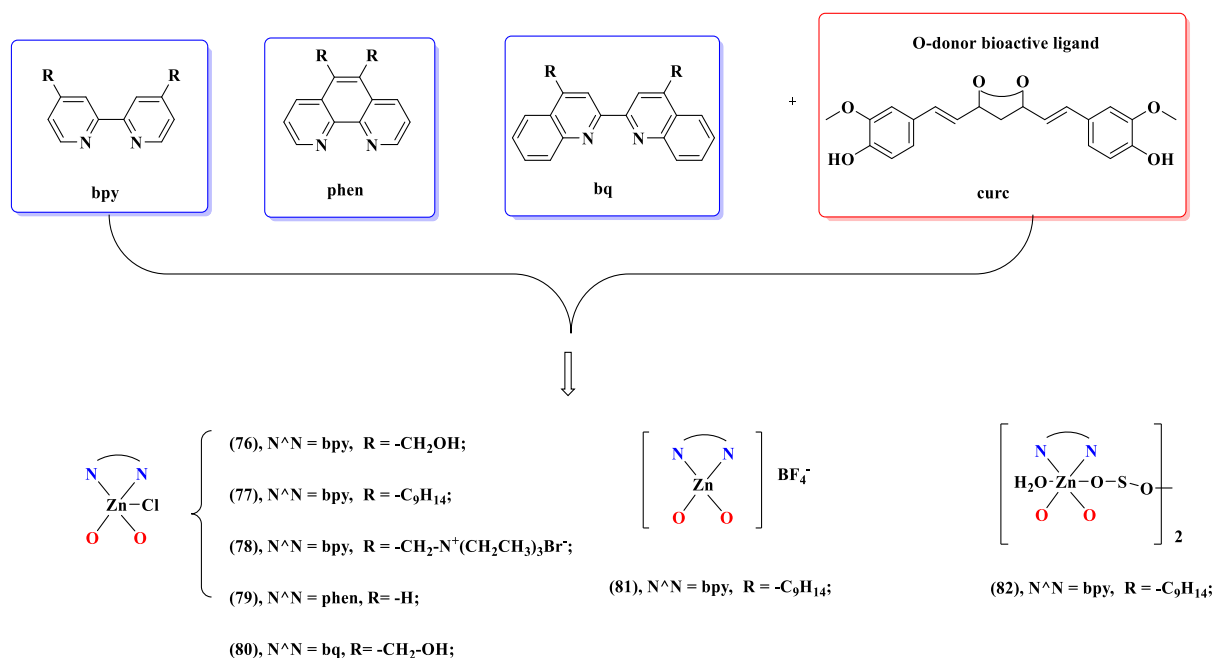 R R
N N
bpy
R R
N N
phen
R R
N N
bq
+
O-donor bioactive ligand
O O
O O
HO OH
curc
N N
Zn-Cl
O O
(76), N^N = bpy, R = -CH₂OH;
(77), N^N = bpy, R = -C₉H₁₄;
(78), N^N = bpy, R = -CH₂-N⁺(CH₂CH₃)₃Br⁻;
(79), N^N = phen, R= -H;
(80), N^N = bq, R= -CH₂-OH;
N N
Zn
O O
BF₄⁻
(81), N^N = bpy, R = -C₉H₁₄;
N N
H₂O-Zn-O-S-O
O O
2
(82), N^N = bpy, R = -C₉H₁₄;